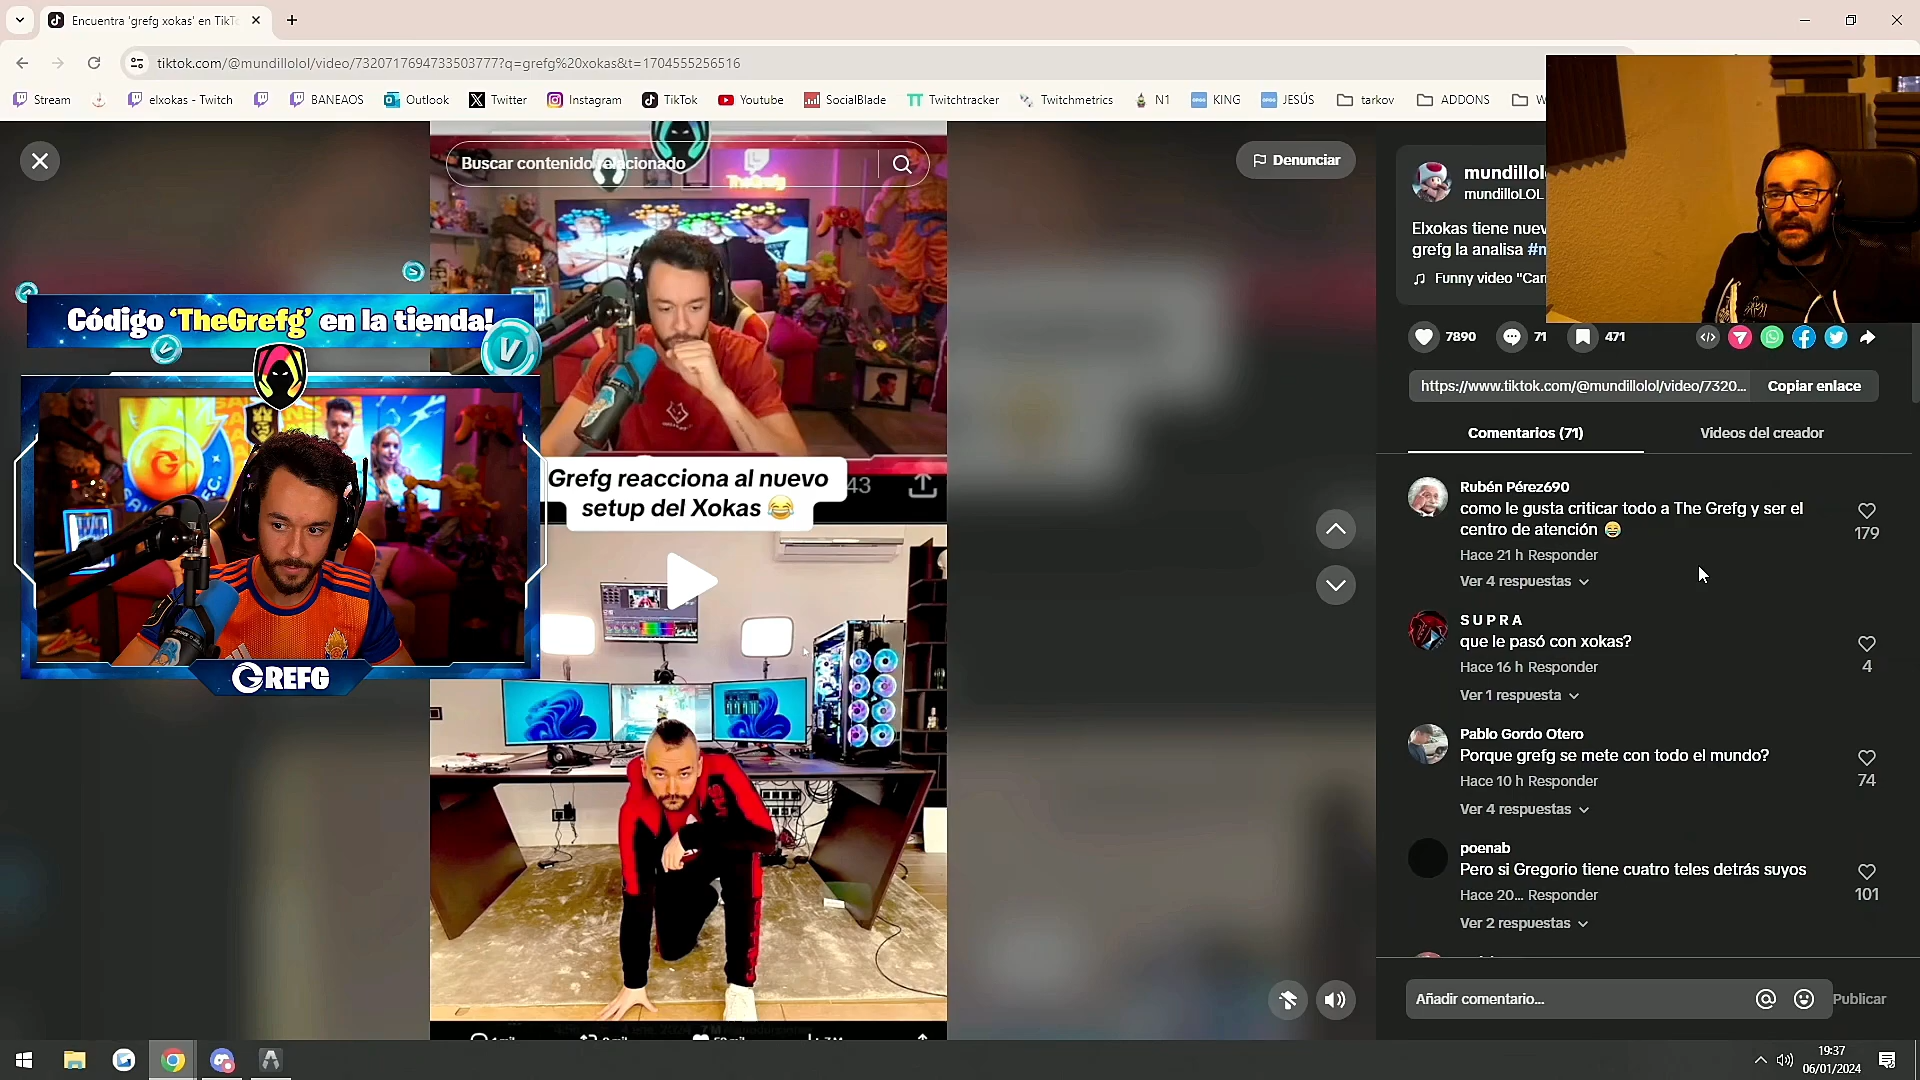 Encuentra 'grefg xokas' en TikTo
tiktok.com/@mundillolol/video/7320717694733503777?q=grefg%20xokas&t=1704555256516
Stream
elxokas - Twitch
BANEAOS
Outlook
Twitter
Instagram
TikTok
Youtube
SocialBlade
Twitchtracker
Twitchmetrics
N1
KING
JESÚS
tarkov
ADDONS
Buscar contenido relacionado
TheGrefg
Denunciar
Código 'TheGrefg' en la tienda!
V
GREFG
Grefg reacciona al nuevo
setup del Xokas 😂
43
mundillol
mundilloLOL
Elxokas tiene nuev
grefg la analisa #m
Funny video "Car
7890
71
471
https://www.tiktok.com/@mundillolol/video/7320...
Copiar enlace
Comentarios (71)
Videos del creador
Rubén Pérez690
como le gusta criticar todo a The Grefg y ser el
centro de atención 😂
Hace 21 h Responder
179
Ver 4 respuestas
S U P R A
que le pasó con xokas?
Hace 16 h Responder
4
Ver 1 respuesta
Pablo Gordo Otero
Porque grefg se mete con todo el mundo?
Hace 10 h Responder
74
Ver 4 respuestas
poenab
Pero si Gregorio tiene cuatro teles detrás suyos
Hace 20... Responder
101
Ver 2 respuestas
Añadir comentario...
Publicar
19:37
06/01/2024